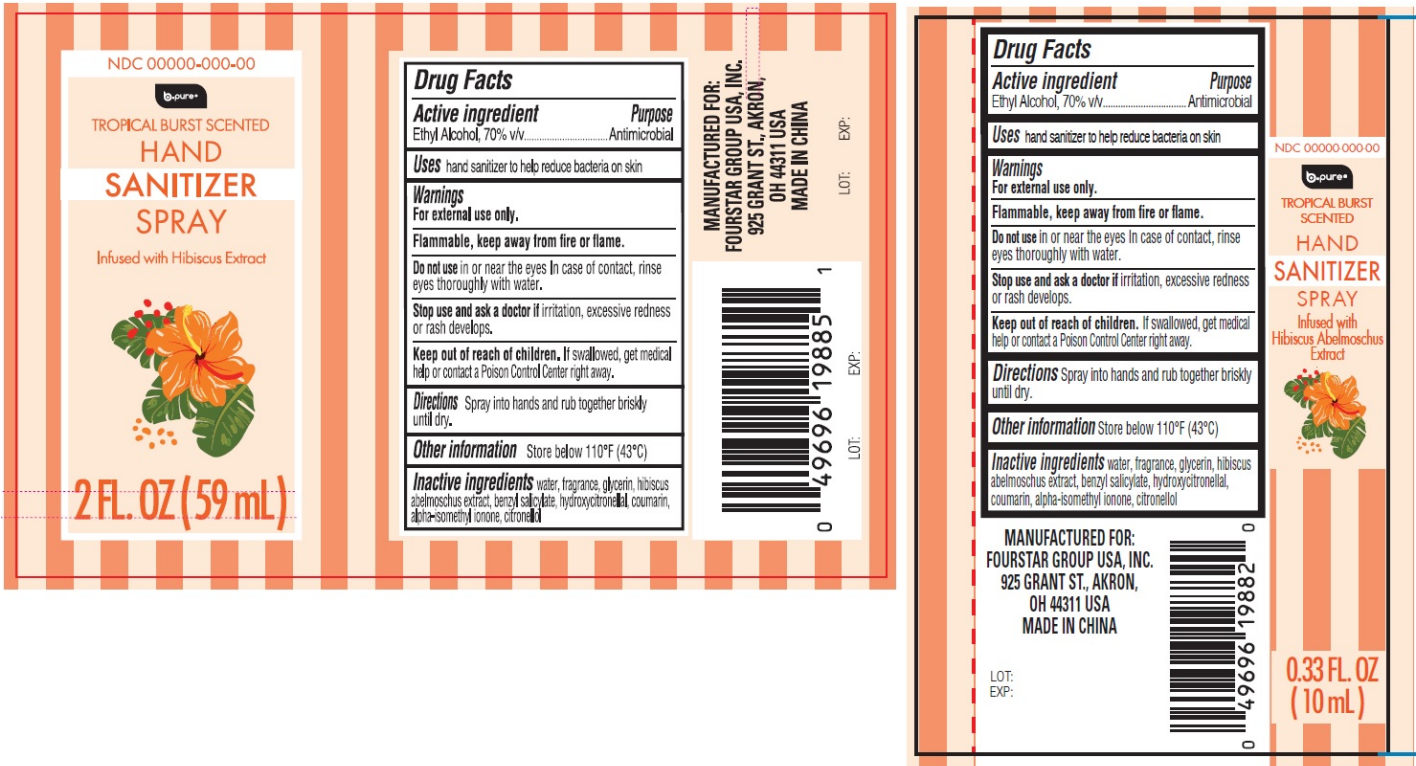 NDC 00000-000-00
b.pure
TROPICAL BURST SCENTED
HAND
SANITIZER
SPRAY
Infused with Hibiscus Extract
2 FL. OZ (59 mL)
Drug Facts
Active ingredient Purpose
Ethyl Alcohol, 70% v/v..............................Antimicrobial
Uses hand sanitizer to help reduce bacteria on skin
Warnings
For external use only.
Flammable, keep away from fire or flame.
Do not use in or near the eyes In case of contact, rinse
eyes thoroughly with water.
Stop use and ask a doctor if irritation, excessive redness
or rash develops.
Keep out of reach of children. If swallowed, get medical
help or contact a Poison Control Center right away.
Directions Spray into hands and rub together briskly
until dry.
Other information Store below 110°F (43°C)
Inactive ingredients water, fragrance, glycerin, hibiscus
abelmoschus extract, benzyl salicylate, hydroxycitronellal, coumarin,
alpha-isomethyl ionone, citronellol
MANUFACTURED FOR:
FOURSTAR GROUP USA, INC.
925 GRANT ST., AKRON,
OH 44311 USA
MADE IN CHINA
LOT: EXP:
0 49696 19885 1
LOT: EXP:
Drug Facts
Active ingredient Purpose
Ethyl Alcohol, 70% v/v..............................Antimicrobial
Uses hand sanitizer to help reduce bacteria on skin
Warnings
For external use only.
Flammable, keep away from fire or flame.
Do not use in or near the eyes In case of contact, rinse
eyes thoroughly with water.
Stop use and ask a doctor if irritation, excessive redness
or rash develops.
Keep out of reach of children. If swallowed, get medical
help or contact a Poison Control Center right away.
Directions Spray into hands and rub together briskly
until dry.
Other information Store below 110°F (43°C)
Inactive ingredients water, fragrance, glycerin, hibiscus
abelmoschus extract, benzyl salicylate, hydroxycitronellal,
coumarin, alpha-isomethyl ionone, citronellol
MANUFACTURED FOR:
FOURSTAR GROUP USA, INC.
925 GRANT ST., AKRON,
OH 44311 USA
MADE IN CHINA
LOT:
EXP:
0 49696 19882 0
NDC 00000-000-00
b.pure
TROPICAL BURST
SCENTED
HAND
SANITIZER
SPRAY
Infused with
Hibiscus Abelmoschus
Extract
0.33 FL. OZ
(10 mL)